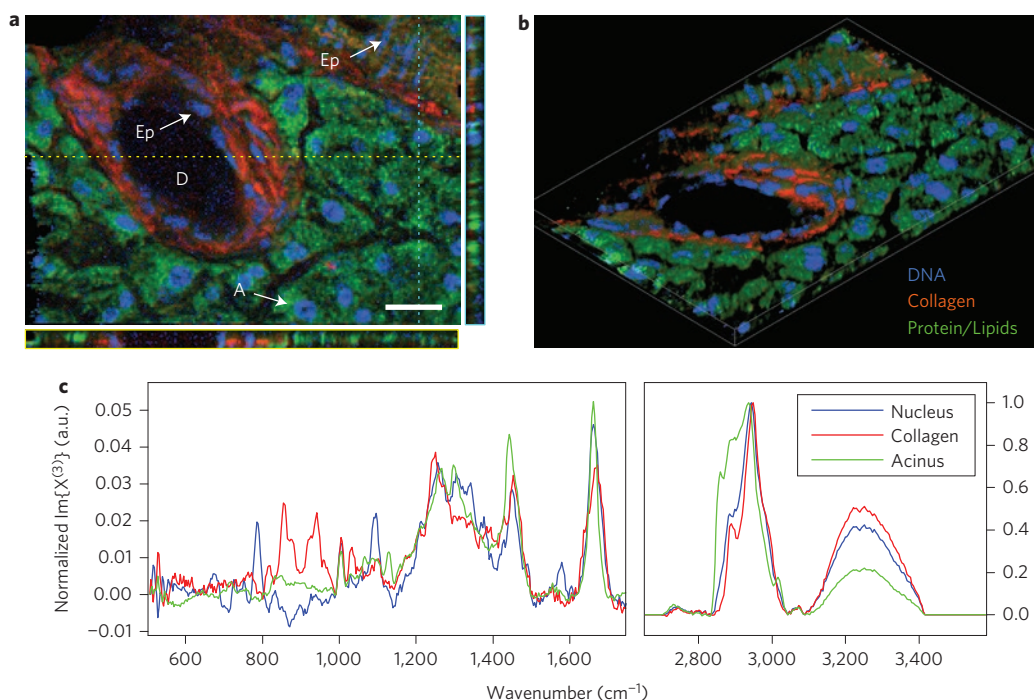 a
b
Ep
Ep
D
A
DNA
Collagen
Protein/Lipids
c
Normalized Im{Χ(3)} (a.u.)
0.05
0.04
0.03
0.02
0.01
0.00
−0.01
600
800
1,000
1,200
1,400
1,600
2,800
3,000
3,200
3,400
1.0
0.8
0.6
0.4
0.2
0.0
Nucleus
Collagen
Acinus
Wavenumber (cm⁻¹)